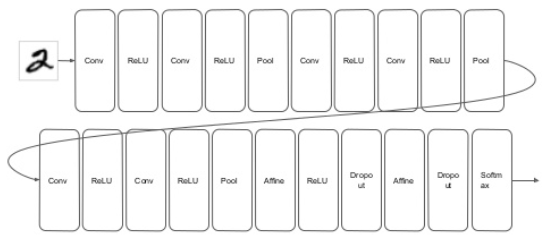 2
Conv ReLU Conv ReLU Pool Conv ReLU Conv ReLU Pool
Conv ReLU Conv ReLU Pool Affine ReLU Dropo Affine Dropo Softm
ut ut ax